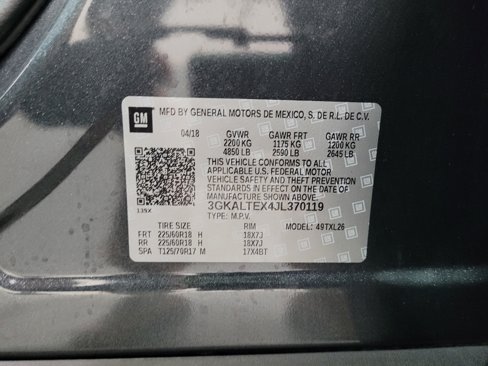 GM
MFD BY GENERAL MOTORS DE MEXICO, S. DE R.L. DE C.V.
04/18 GVWR GAWR FRT GAWR RR
2200 KG 1175 KG 1200 KG
4850 LB 2590 LB 2645 LB
THIS VEHICLE CONFORMS TO ALL
APPLICABLE U.S. FEDERAL MOTOR
VEHICLE SAFETY AND THEFT PREVENTION
STANDARDS IN EFFECT ON THE DATE OF
MANUFACTURE SHOWN ABOVE.
3GKALTEX4JL370119
139X TYPE: M.P.V.
TIRE SIZE RIM MODEL: 49TXL26
FRT 225/60R18 H 18X7J
RR 225/60R18 H 18X7J
SPA T125/70R17 M 17X4BT